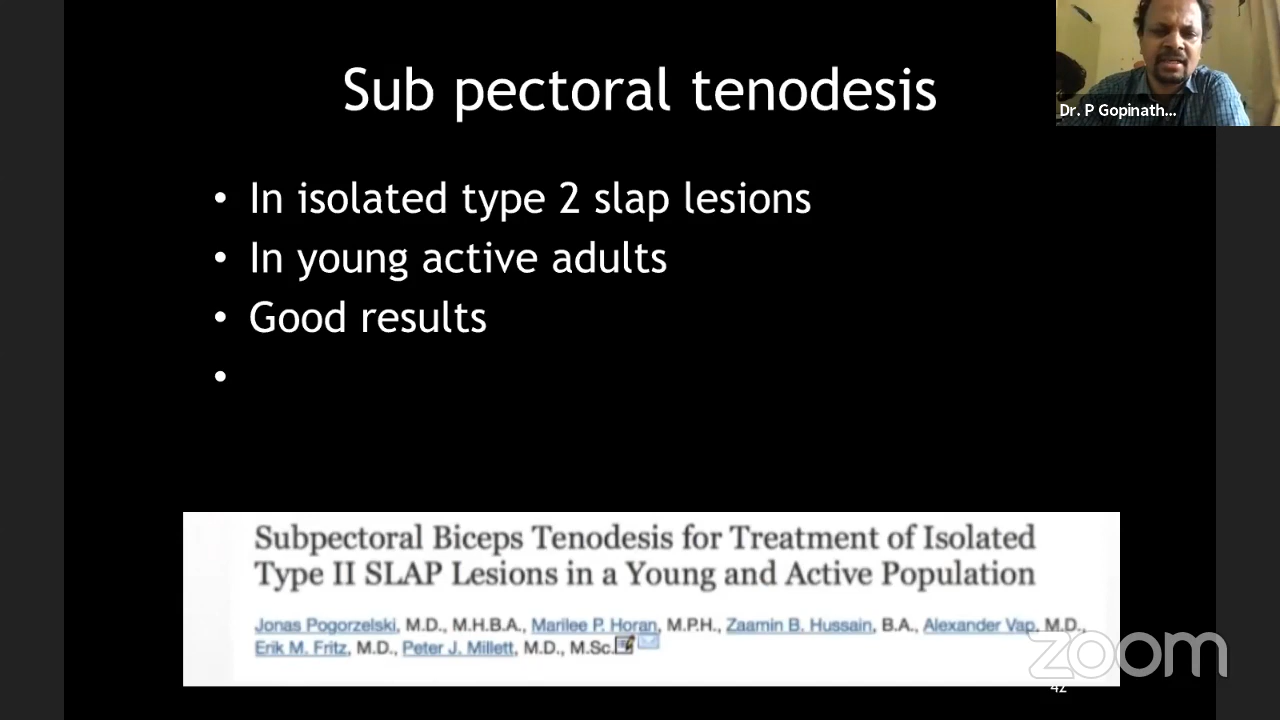 Sub pectoral tenodesis
Dr. P Gopinath...
• In isolated type 2 slap lesions
• In young active adults
• Good results
•
Subpectoral Biceps Tenodesis for Treatment of Isolated
Type II SLAP Lesions in a Young and Active Population
Jonas Pogorzelski, M.D., M.H.B.A., Marilee P. Horan, M.P.H., Zaamin B. Hussain, B.A., Alexander Vap, M.D.,
Erik M. Fritz, M.D., Peter J. Millett, M.D., M.Sc.
zoom
42